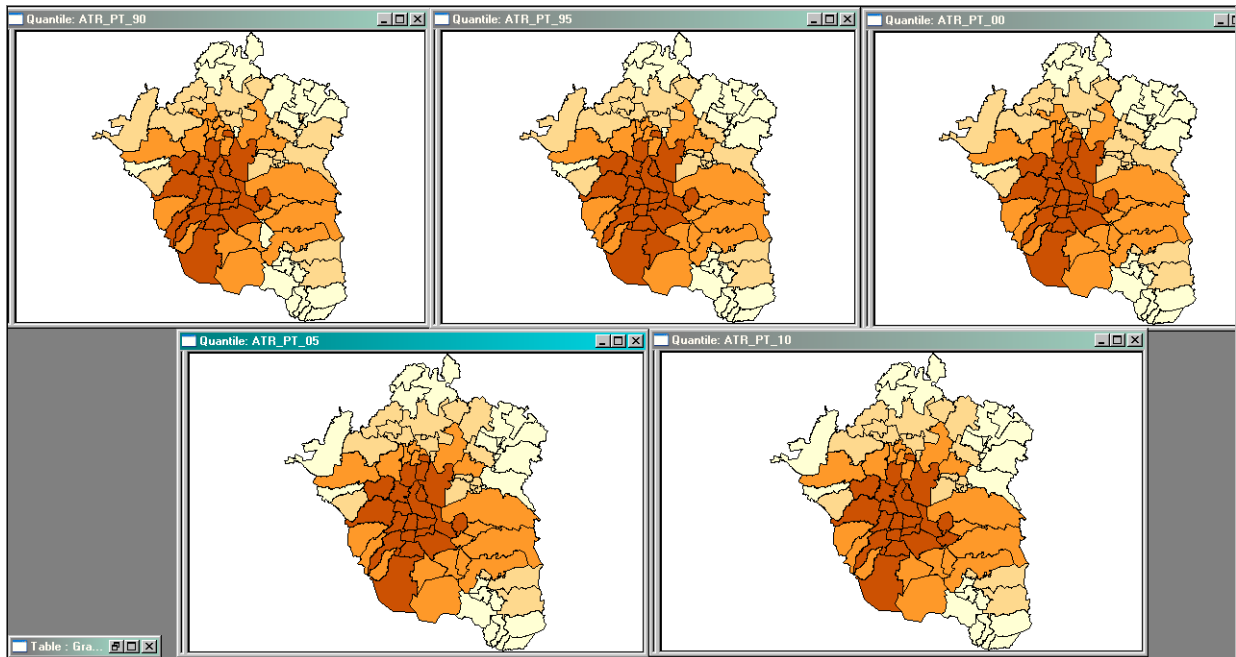 Quantile: ATR_PT_90
Quantile: ATR_PT_95
Quantile: ATR_PT_00
Quantile: ATR_PT_05
Quantile: ATR_PT_10
Table : Gra...